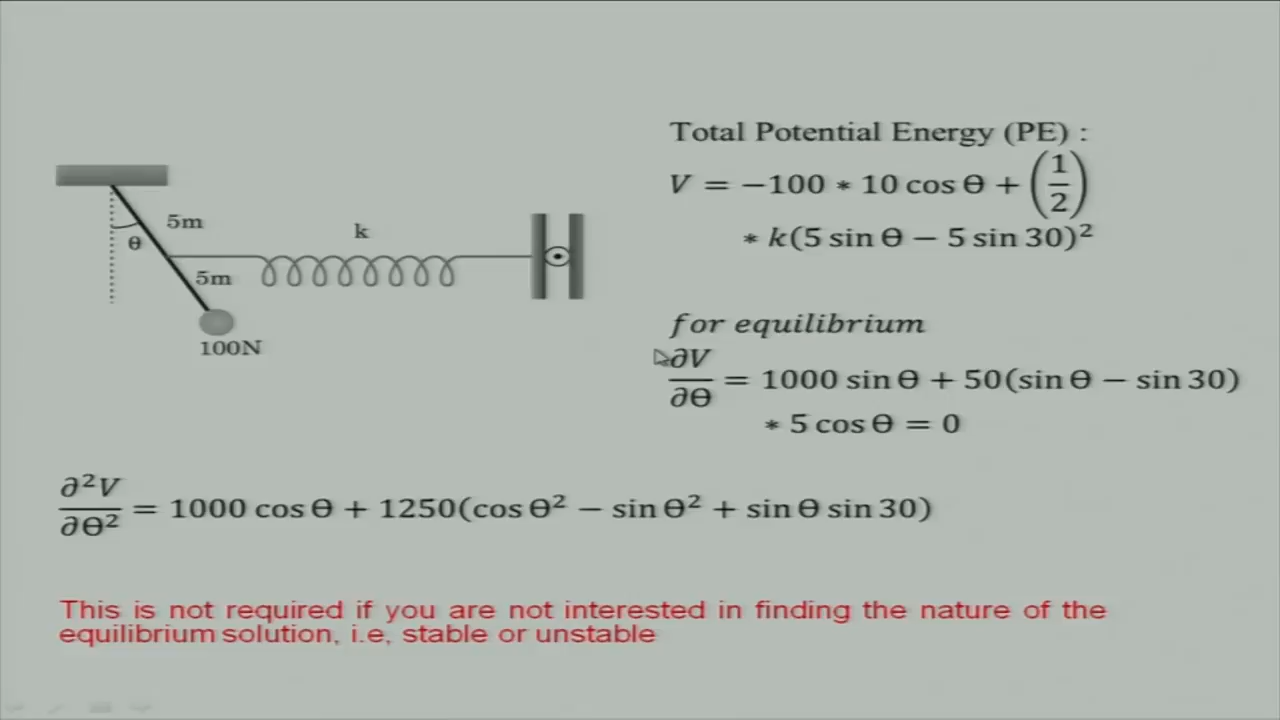 Total Potential Energy (PE) :
V = −100 ∗ 10 cos ϴ + (1/2)
∗ k(5 sin ϴ − 5 sin 30)²
5m
θ
k
5m
100N
for equilibrium
∂V/∂ϴ = 1000 sin ϴ + 50(sin ϴ − sin 30)
∗ 5 cos ϴ = 0
∂²V/∂ϴ² = 1000 cos ϴ + 1250(cos ϴ² − sin ϴ² + sin ϴ sin 30)
This is not required if you are not interested in finding the nature of the
equilibrium solution, i.e, stable or unstable